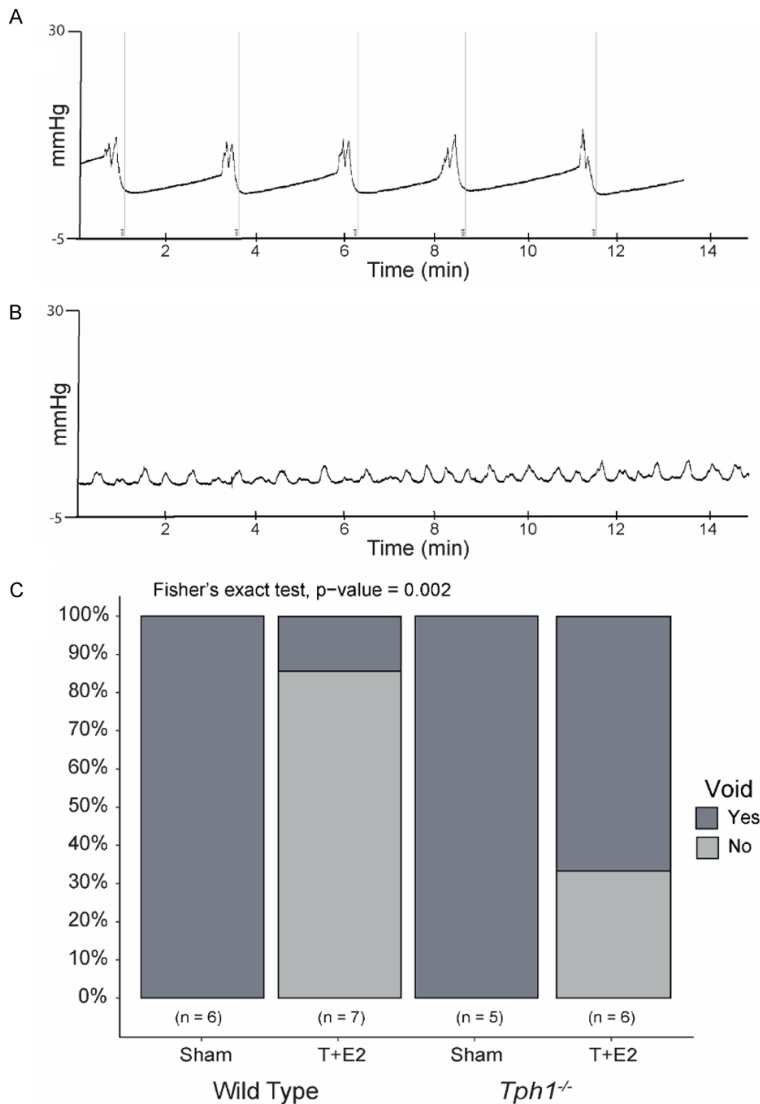 A
30
mmHg
-5
2 4 6 8 10 12 14
Time (min)
B
30
mmHg
-5
2 4 6 8 10 12 14
Time (min)
C
Fisher's exact test, p−value = 0.002
100%
90%
80%
70%
60%
50%
40%
30%
20%
10%
0%
Void
Yes
No
(n = 6) (n = 7) (n = 5) (n = 6)
Sham T+E2 Sham T+E2
Wild Type Tph1-/-